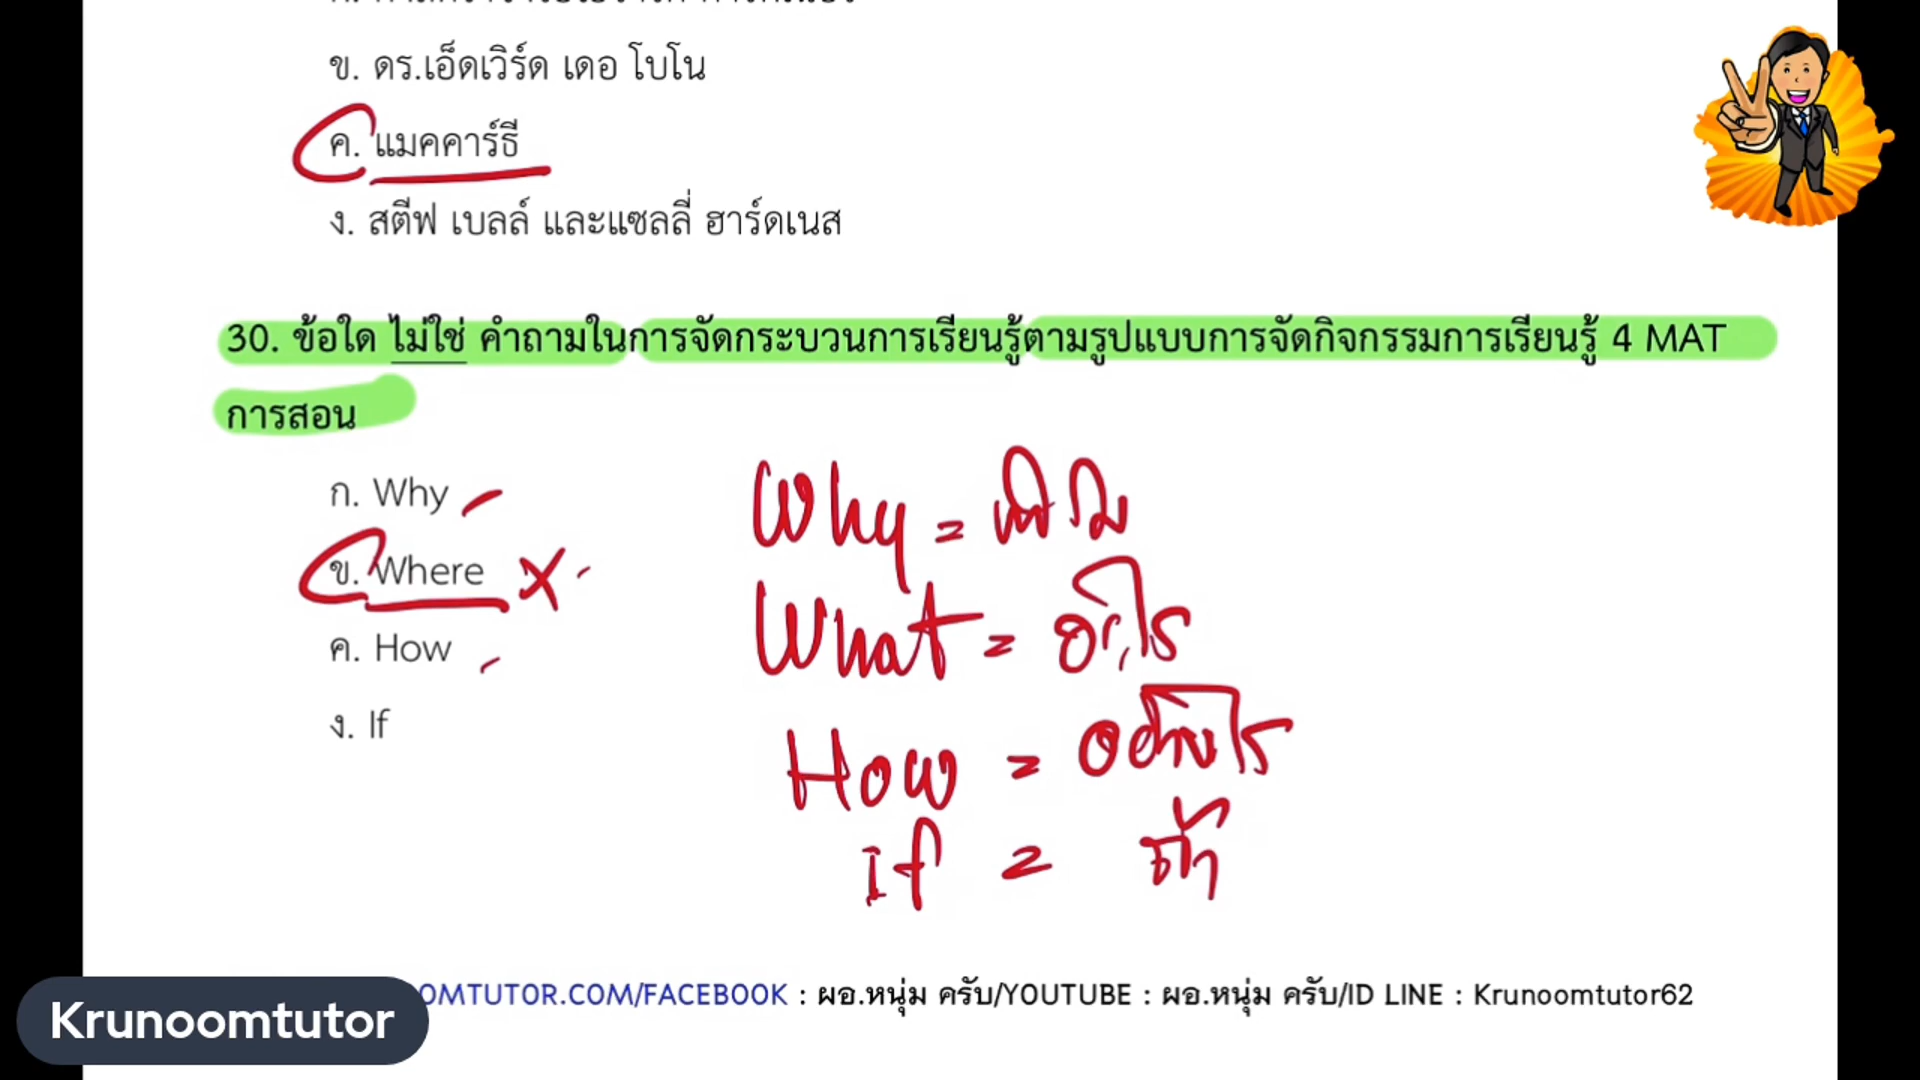 ข. ดร.เอ็ดเวิร์ด เดอ โบโน
ค. แมคคาร์ธี
ง. สตีฟ เบลล์ และแซลลี่ ฮาร์ดเนส
30. ข้อใด ไม่ใช่ คำถามในการจัดกระบวนการเรียนรู้ตามรูปแบบการจัดกิจกรรมการเรียนรู้ 4 MAT
การสอน
ก. Why
ข. Where
ค. How
ง. If
Why =
What = อะไร
How = อย่างไร
If = ถ้า
OMTUTOR.COM/FACEBOOK : ผอ.หนุ่ม ครับ/YOUTUBE : ผอ.หนุ่ม ครับ/ID LINE : Krunoomtutor62
Krunoomtutor